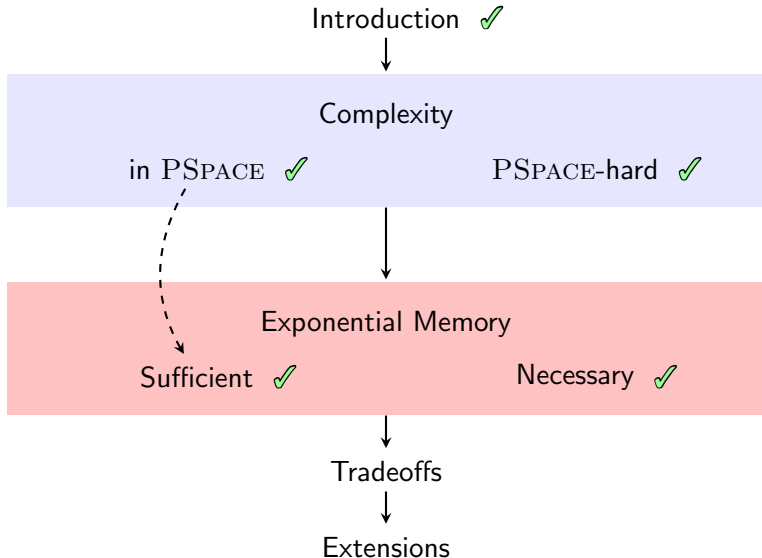 Introduction ✓
Complexity
in PSPACE ✓ PSPACE-hard ✓
Exponential Memory
Sufficient ✓ Necessary ✓
Tradeoffs
Extensions